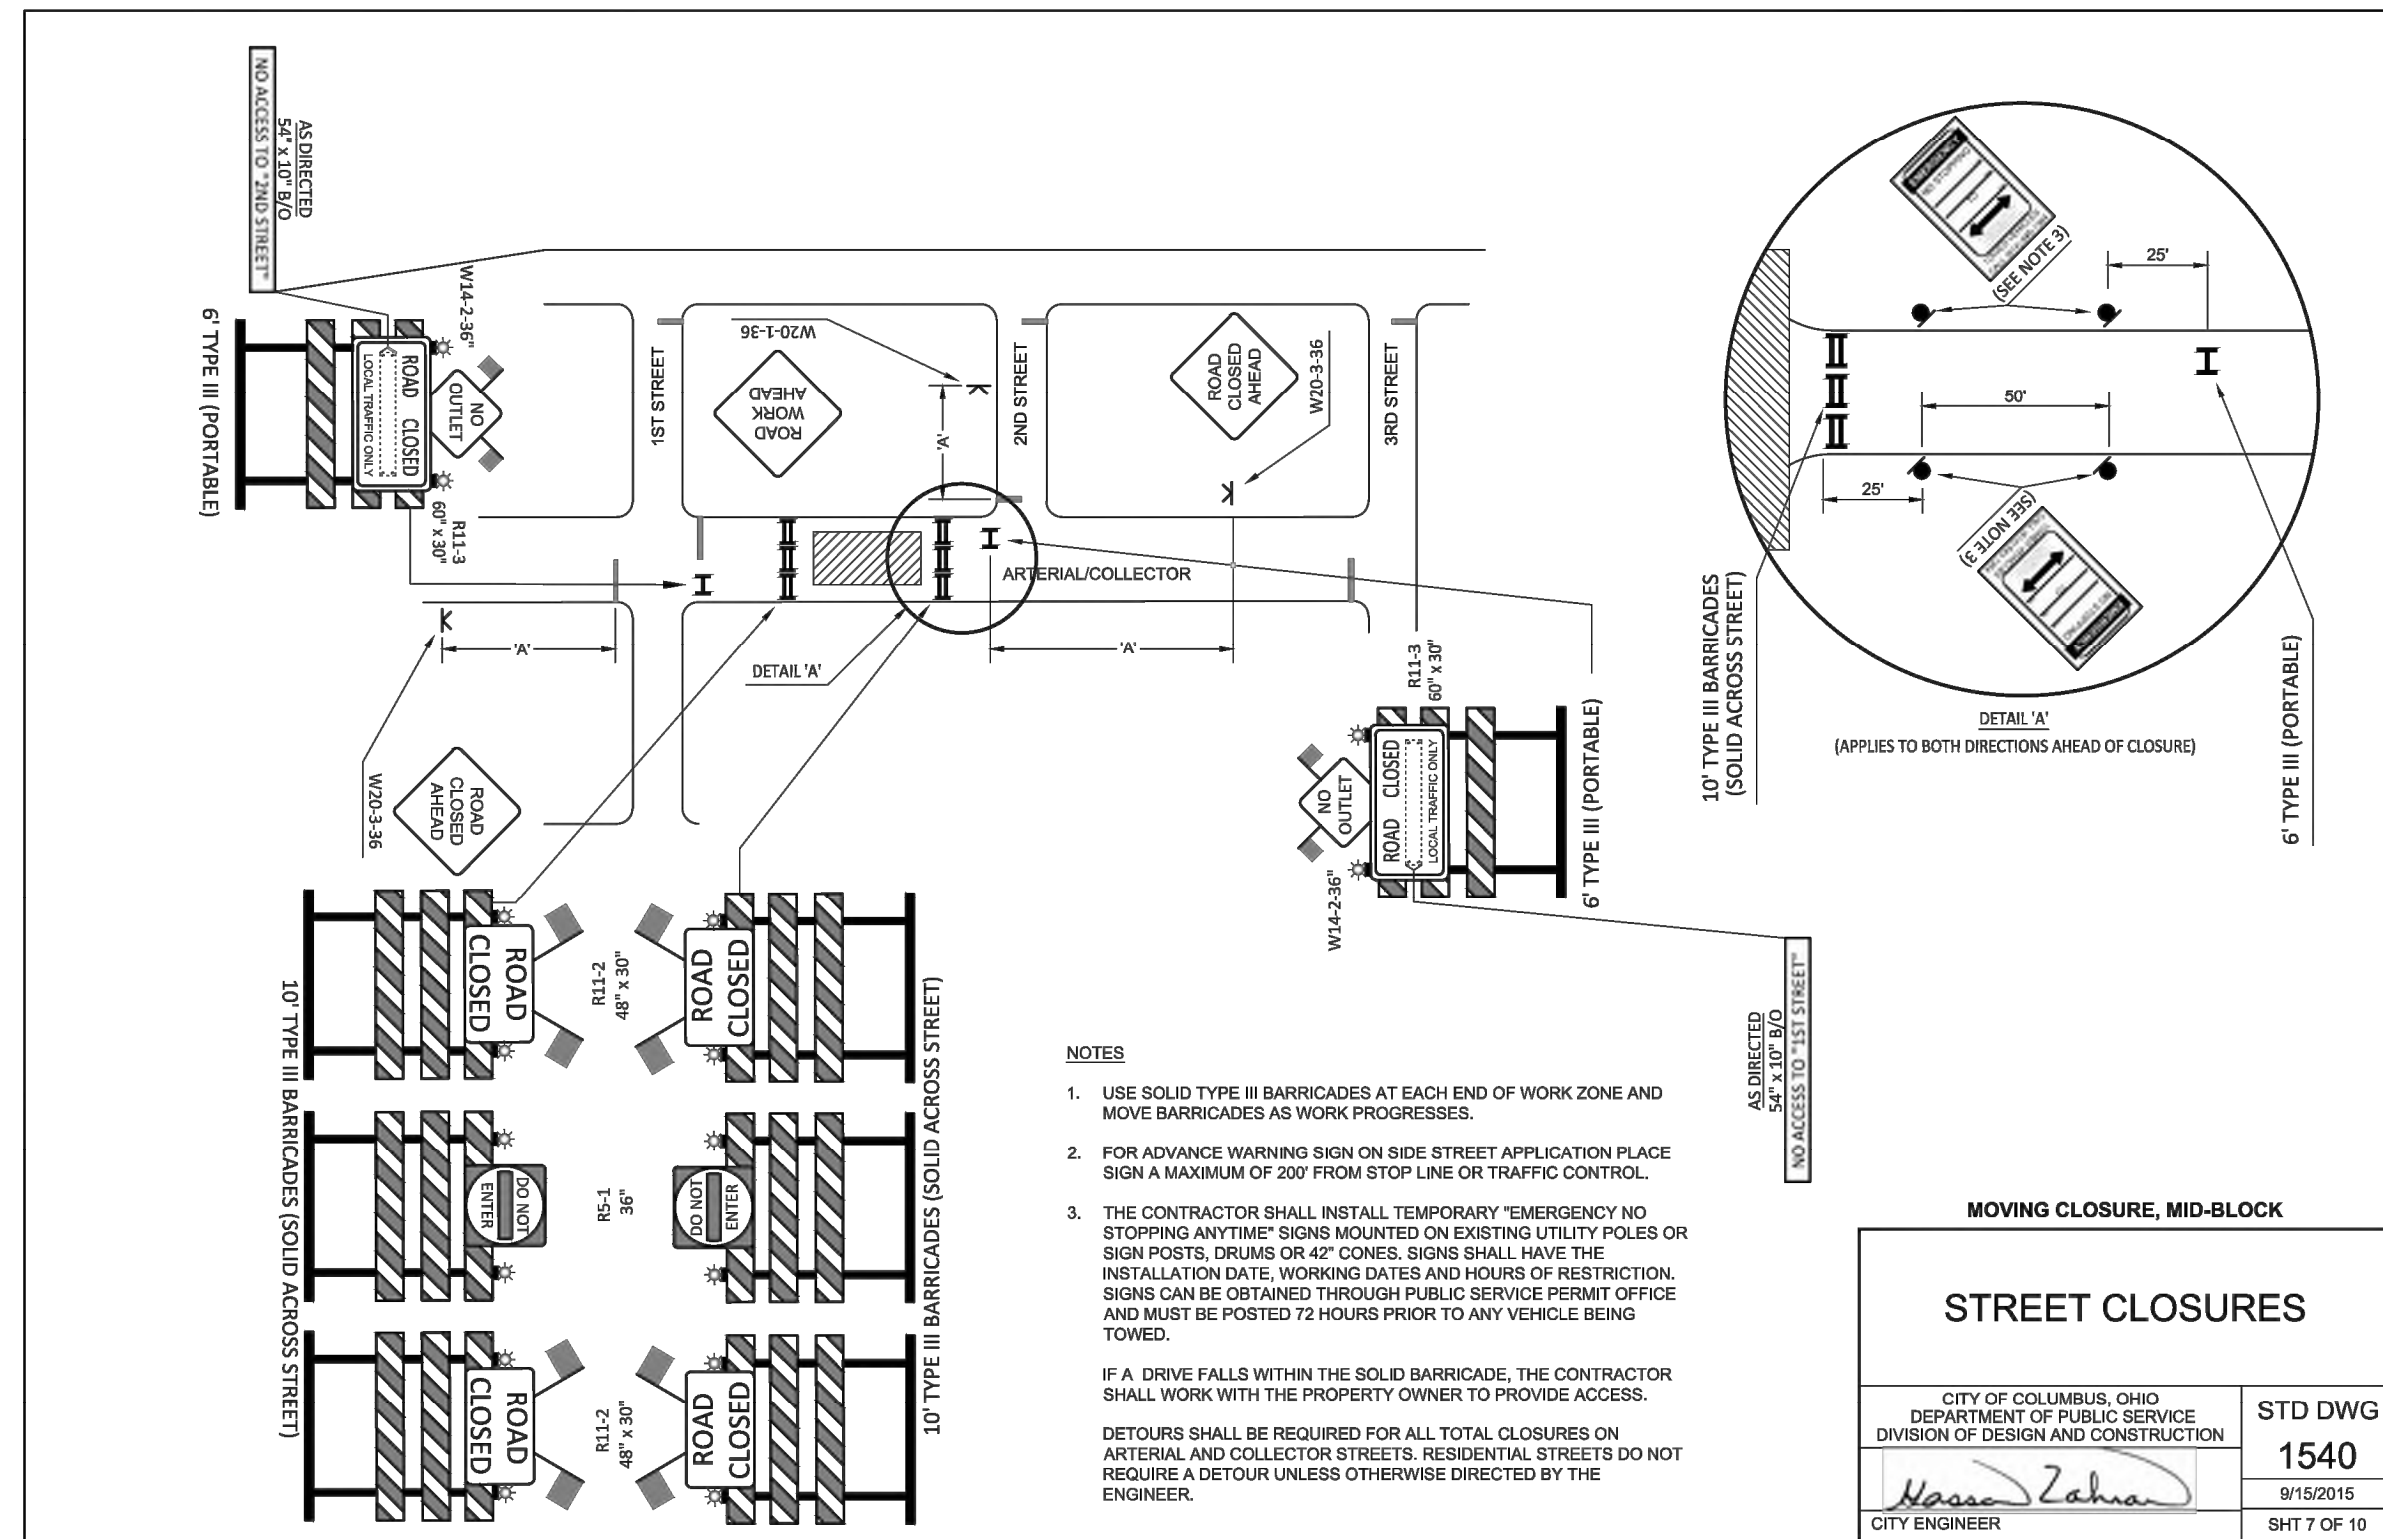 NO ACCESS TO "2ND STREET"
AS DIRECTED
54" x 10" B/O
6' TYPE III (PORTABLE)
W14-2-36"
ROAD CLOSED
LOCAL TRAFFIC ONLY
NO
OUTLET
R11-3
60" x 30"
1ST STREET
W20-1-36
ROAD
WORK
AHEAD
'A'
2ND STREET
ROAD
CLOSED
AHEAD
W20-3-36
3RD STREET
ARTERIAL/COLLECTOR
'A'
'A'
DETAIL 'A'
W20-3-36
ROAD
CLOSED
AHEAD
EMERGENCY
NO STOPPING
TO
(SEE NOTE 3)
25'
50'
25'
(SEE NOTE 3)
NO STOPPING
10' TYPE III BARRICADES
(SOLID ACROSS STREET)
6' TYPE III (PORTABLE)
DETAIL 'A'
(APPLIES TO BOTH DIRECTIONS AHEAD OF CLOSURE)
R11-3
60" x 30"
6' TYPE III (PORTABLE)
ROAD CLOSED
LOCAL TRAFFIC ONLY
NO
OUTLET
W14-2-36"
AS DIRECTED
54" x 10" B/O
NO ACCESS TO "1ST STREET"
10' TYPE III BARRICADES (SOLID ACROSS STREET)
ROAD
CLOSED
R11-2
48" x 30"
ROAD
CLOSED
DO NOT
ENTER
R5-1
36"
DO NOT
ENTER
ROAD
CLOSED
R11-2
48" x 30"
ROAD
CLOSED
10' TYPE III BARRICADES (SOLID ACROSS STREET)
NOTES
1. USE SOLID TYPE III BARRICADES AT EACH END OF WORK ZONE AND
MOVE BARRICADES AS WORK PROGRESSES.
2. FOR ADVANCE WARNING SIGN ON SIDE STREET APPLICATION PLACE
SIGN A MAXIMUM OF 200' FROM STOP LINE OR TRAFFIC CONTROL.
3. THE CONTRACTOR SHALL INSTALL TEMPORARY "EMERGENCY NO
STOPPING ANYTIME" SIGNS MOUNTED ON EXISTING UTILITY POLES OR
SIGN POSTS, DRUMS OR 42" CONES. SIGNS SHALL HAVE THE
INSTALLATION DATE, WORKING DATES AND HOURS OF RESTRICTION.
SIGNS CAN BE OBTAINED THROUGH PUBLIC SERVICE PERMIT OFFICE
AND MUST BE POSTED 72 HOURS PRIOR TO ANY VEHICLE BEING
TOWED.
IF A DRIVE FALLS WITHIN THE SOLID BARRICADE, THE CONTRACTOR
SHALL WORK WITH THE PROPERTY OWNER TO PROVIDE ACCESS.
DETOURS SHALL BE REQUIRED FOR ALL TOTAL CLOSURES ON
ARTERIAL AND COLLECTOR STREETS. RESIDENTIAL STREETS DO NOT
REQUIRE A DETOUR UNLESS OTHERWISE DIRECTED BY THE
ENGINEER.
MOVING CLOSURE, MID-BLOCK
STREET CLOSURES
CITY OF COLUMBUS, OHIO
DEPARTMENT OF PUBLIC SERVICE
DIVISION OF DESIGN AND CONSTRUCTION
CITY ENGINEER
STD DWG
1540
9/15/2015
SHT 7 OF 10